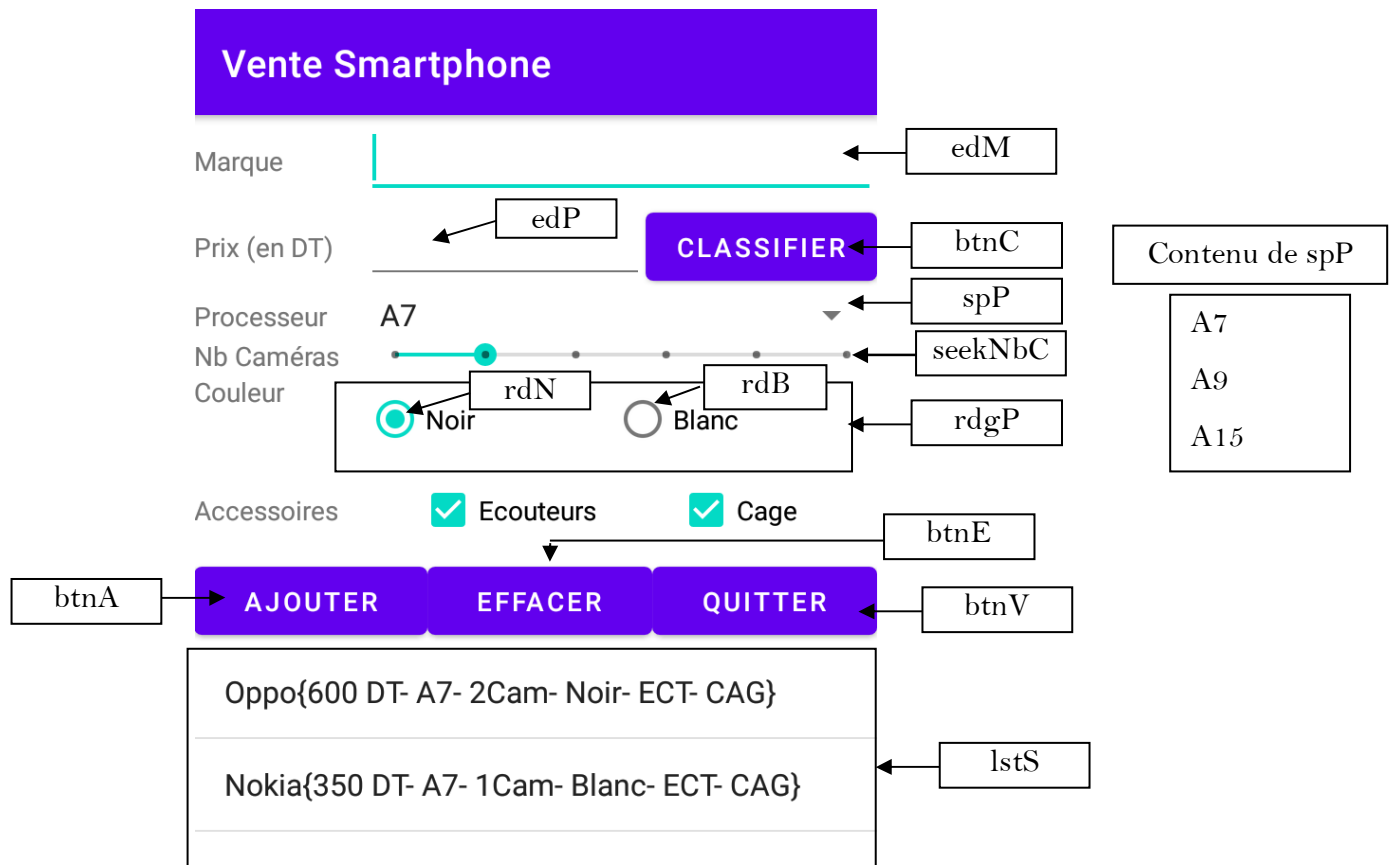 Vente Smartphone
Marque
edM
edP
Prix (en DT)
CLASSIFIER
btnC
Contenu de spP
Processeur
A7
spP
A7
A9
A15
Nb Caméras
seekNbC
Couleur
rdN
rdB
Noir
Blanc
rdgP
Accessoires
Ecouteurs
Cage
btnE
btnA
AJOUTER
EFFACER
QUITTER
btnV
Oppo{600 DT- A7- 2Cam- Noir- ECT- CAG}
lstS
Nokia{350 DT- A7- 1Cam- Blanc- ECT- CAG}